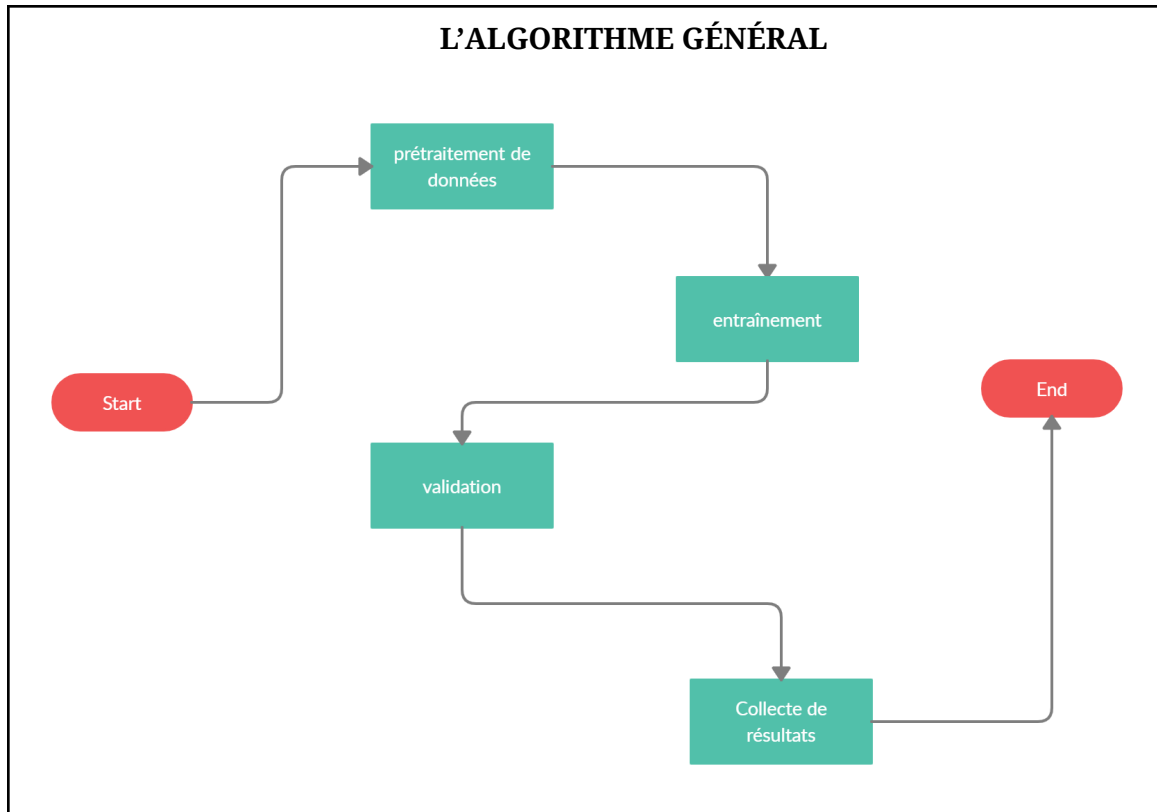 L’ALGORITHME GÉNÉRAL
prétraitement de
données
entraînement
Start
End
validation
Collecte de
résultats